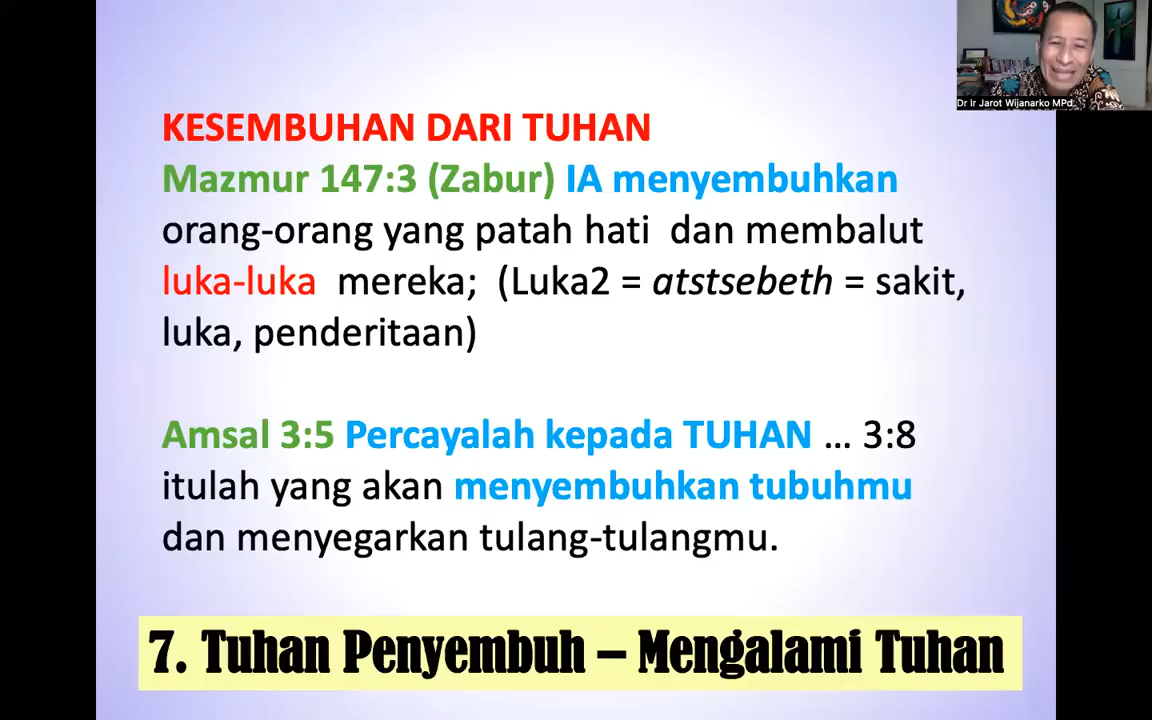 Dr Ir Jarot Wijanarko MPd.
KESEMBUHAN DARI TUHAN
Mazmur 147:3 (Zabur) IA menyembuhkan
orang-orang yang patah hati dan membalut
luka-luka mereka; (Luka2 = atstsebeth = sakit,
luka, penderitaan)
Amsal 3:5 Percayalah kepada TUHAN ... 3:8
itulah yang akan menyembuhkan tubuhmu
dan menyegarkan tulang-tulangmu.
7. Tuhan Penyembuh – Mengalami Tuhan